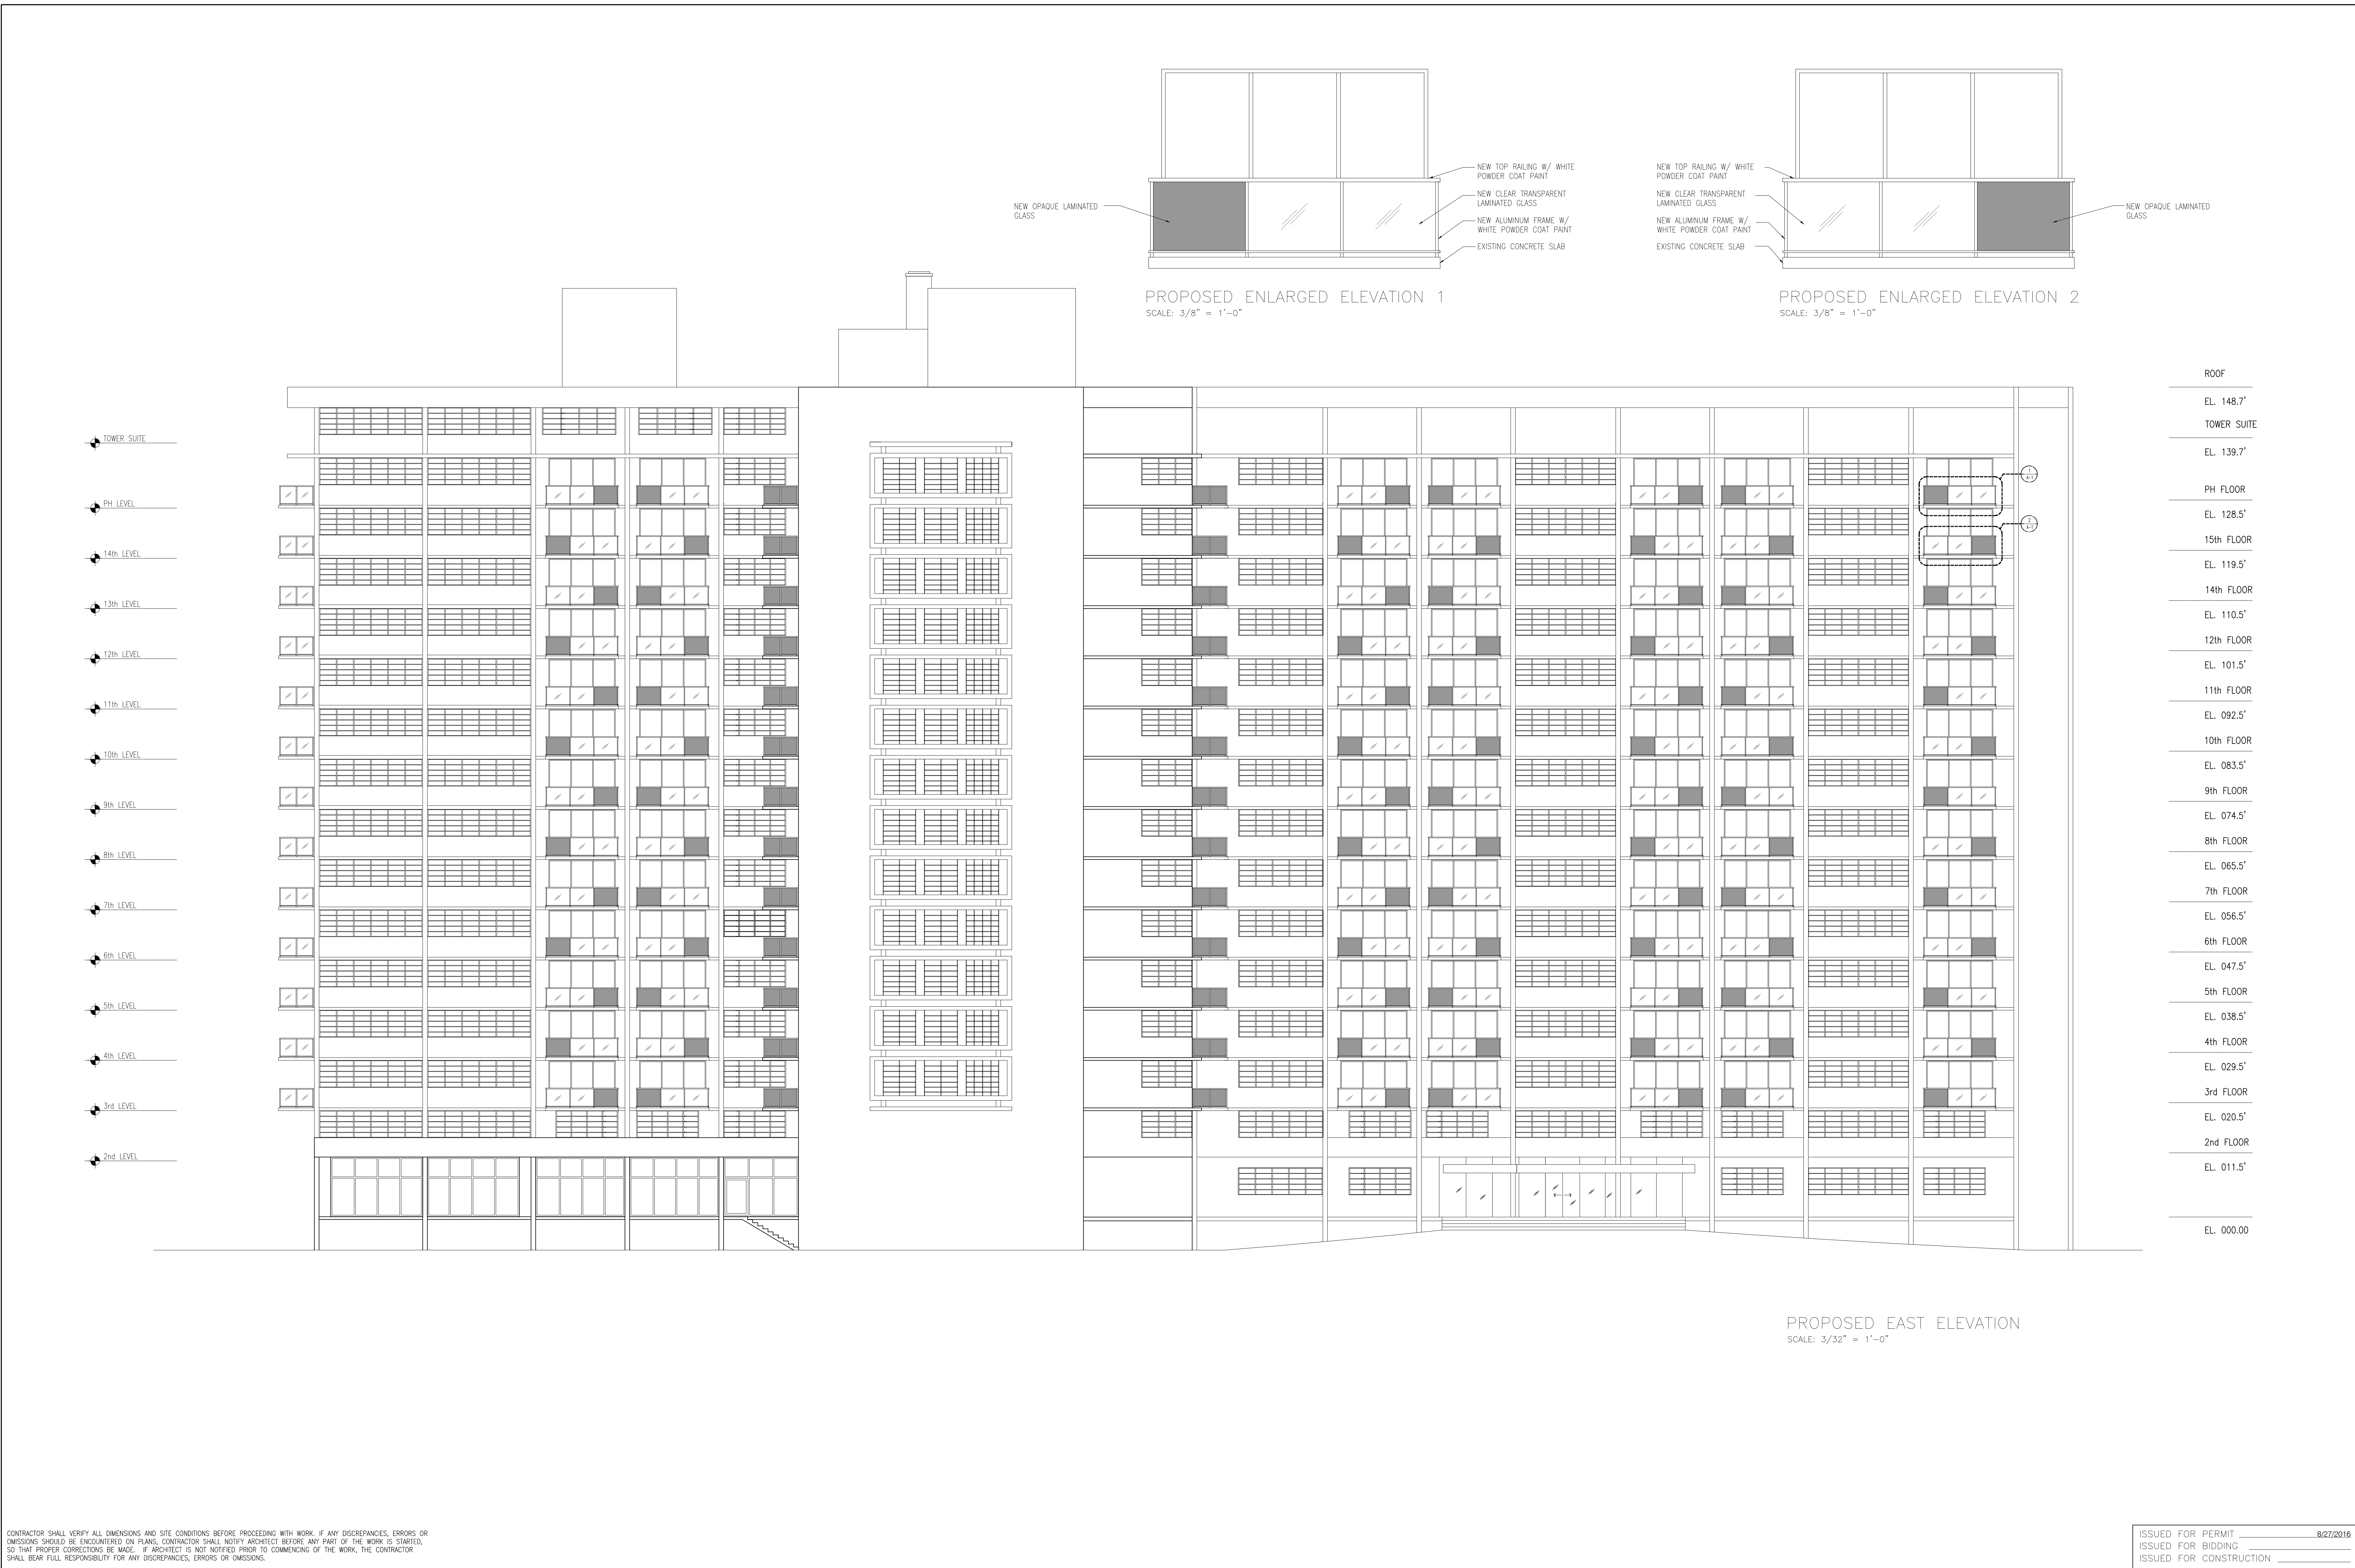 NEW OPAQUE LAMINATED
GLASS
NEW TOP RAILING W/ WHITE
POWDER COAT PAINT
NEW CLEAR TRANSPARENT
LAMINATED GLASS
NEW ALUMINUM FRAME W/
WHITE POWDER COAT PAINT
EXISTING CONCRETE SLAB
PROPOSED ENLARGED ELEVATION 1
SCALE: 3/8" = 1'-0"
NEW TOP RAILING W/ WHITE
POWDER COAT PAINT
NEW CLEAR TRANSPARENT
LAMINATED GLASS
NEW ALUMINUM FRAME W/
WHITE POWDER COAT PAINT
EXISTING CONCRETE SLAB
NEW OPAQUE LAMINATED
GLASS
PROPOSED ENLARGED ELEVATION 2
SCALE: 3/8" = 1'-0"
TOWER SUITE
PH LEVEL
14th LEVEL
13th LEVEL
12th LEVEL
11th LEVEL
10th LEVEL
9th LEVEL
8th LEVEL
7th LEVEL
6th LEVEL
5th LEVEL
4th LEVEL
3rd LEVEL
2nd LEVEL
1
A-1
2
A-1
ROOF
EL. 148.7'
TOWER SUITE
EL. 139.7'
PH FLOOR
EL. 128.5'
15th FLOOR
EL. 119.5'
14th FLOOR
EL. 110.5'
12th FLOOR
EL. 101.5'
11th FLOOR
EL. 092.5'
10th FLOOR
EL. 083.5'
9th FLOOR
EL. 074.5'
8th FLOOR
EL. 065.5'
7th FLOOR
EL. 056.5'
6th FLOOR
EL. 047.5'
5th FLOOR
EL. 038.5'
4th FLOOR
EL. 029.5'
3rd FLOOR
EL. 020.5'
2nd FLOOR
EL. 011.5'
EL. 000.00
PROPOSED EAST ELEVATION
SCALE: 3/32" = 1'-0"
CONTRACTOR SHALL VERIFY ALL DIMENSIONS AND SITE CONDITIONS BEFORE PROCEEDING WITH WORK. IF ANY DISCREPANCIES, ERRORS OR
OMISSIONS SHOULD BE ENCOUNTERED ON PLANS, CONTRACTOR SHALL NOTIFY ARCHITECT BEFORE ANY PART OF THE WORK IS STARTED,
SO THAT PROPER CORRECTIONS BE MADE. IF ARCHITECT IS NOT NOTIFIED PRIOR TO COMMENCING OF THE WORK, THE CONTRACTOR
SHALL BEAR FULL RESPONSIBILITY FOR ANY DISCREPANCIES, ERRORS OR OMISSIONS.
ISSUED FOR PERMIT 8/27/2016
ISSUED FOR BIDDING
ISSUED FOR CONSTRUCTION